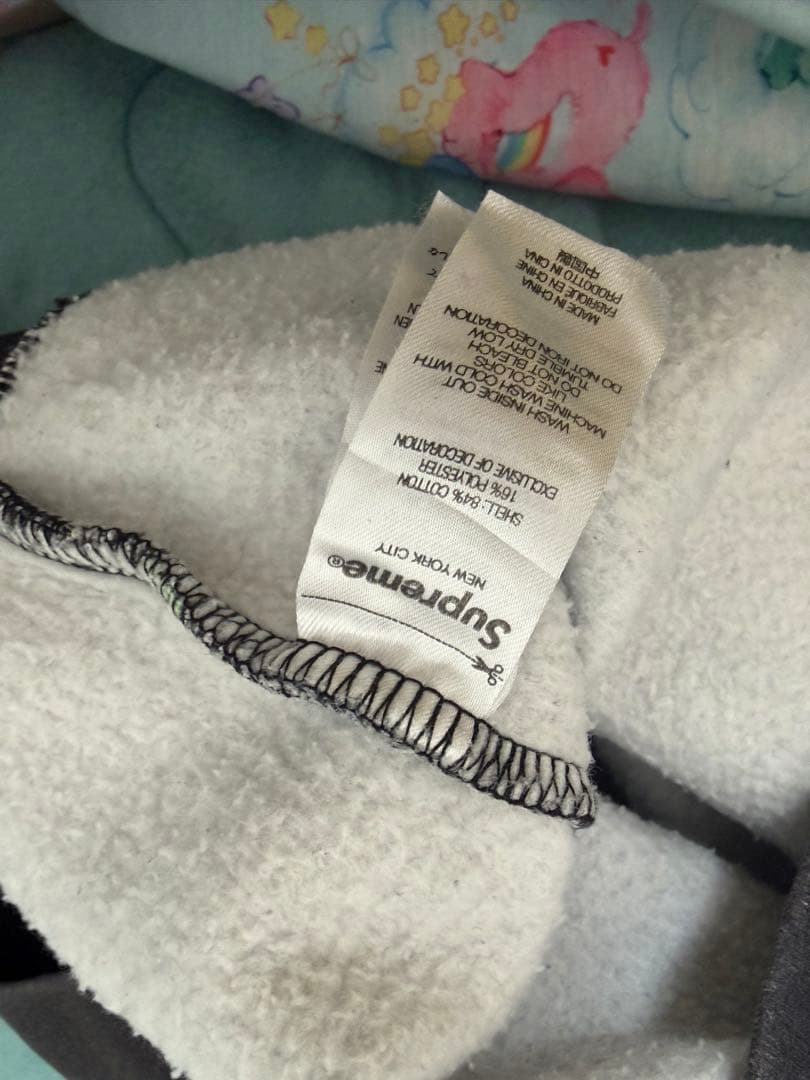 Supreme®
NEW YORK CITY
SHELL: 84% COTTON
16% POLYESTER
EXCLUSIVE OF DECORATION
WASH INSIDE OUT
MACHINE WASH COLD WITH
LIKE COLORS
DO NOT BLEACH
TUMBLE DRY LOW
DO NOT IRON DECORATION
MADE IN CHINA
FABRIQUÉ EN CHINE
PRODOTTO IN CINA
中国製